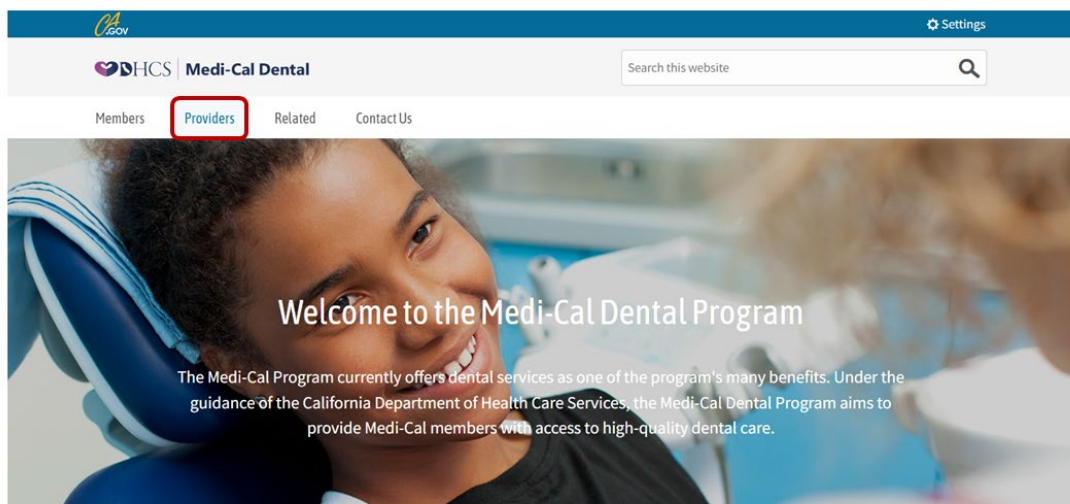 CA.GOV
Settings
DHCS | Medi-Cal Dental
Search this website
Members Providers Related Contact Us
Welcome to the Medi-Cal Dental Program
The Medi-Cal Program currently offers dental services as one of the program's many benefits. Under the
guidance of the California Department of Health Care Services, the Medi-Cal Dental Program aims to
provide Medi-Cal members with access to high-quality dental care.